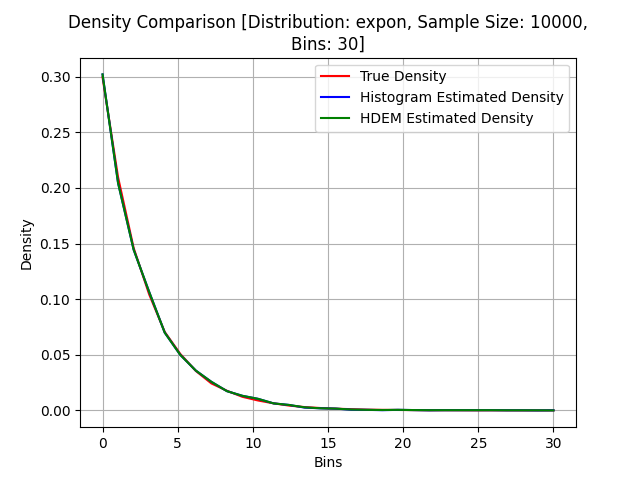 Density Comparison [Distribution: expon, Sample Size: 10000,
Bins: 30]
True Density
Histogram Estimated Density
HDEM Estimated Density
Density
0.30
0.25
0.20
0.15
0.10
0.05
0.00
0 5 10 15 20 25 30
Bins